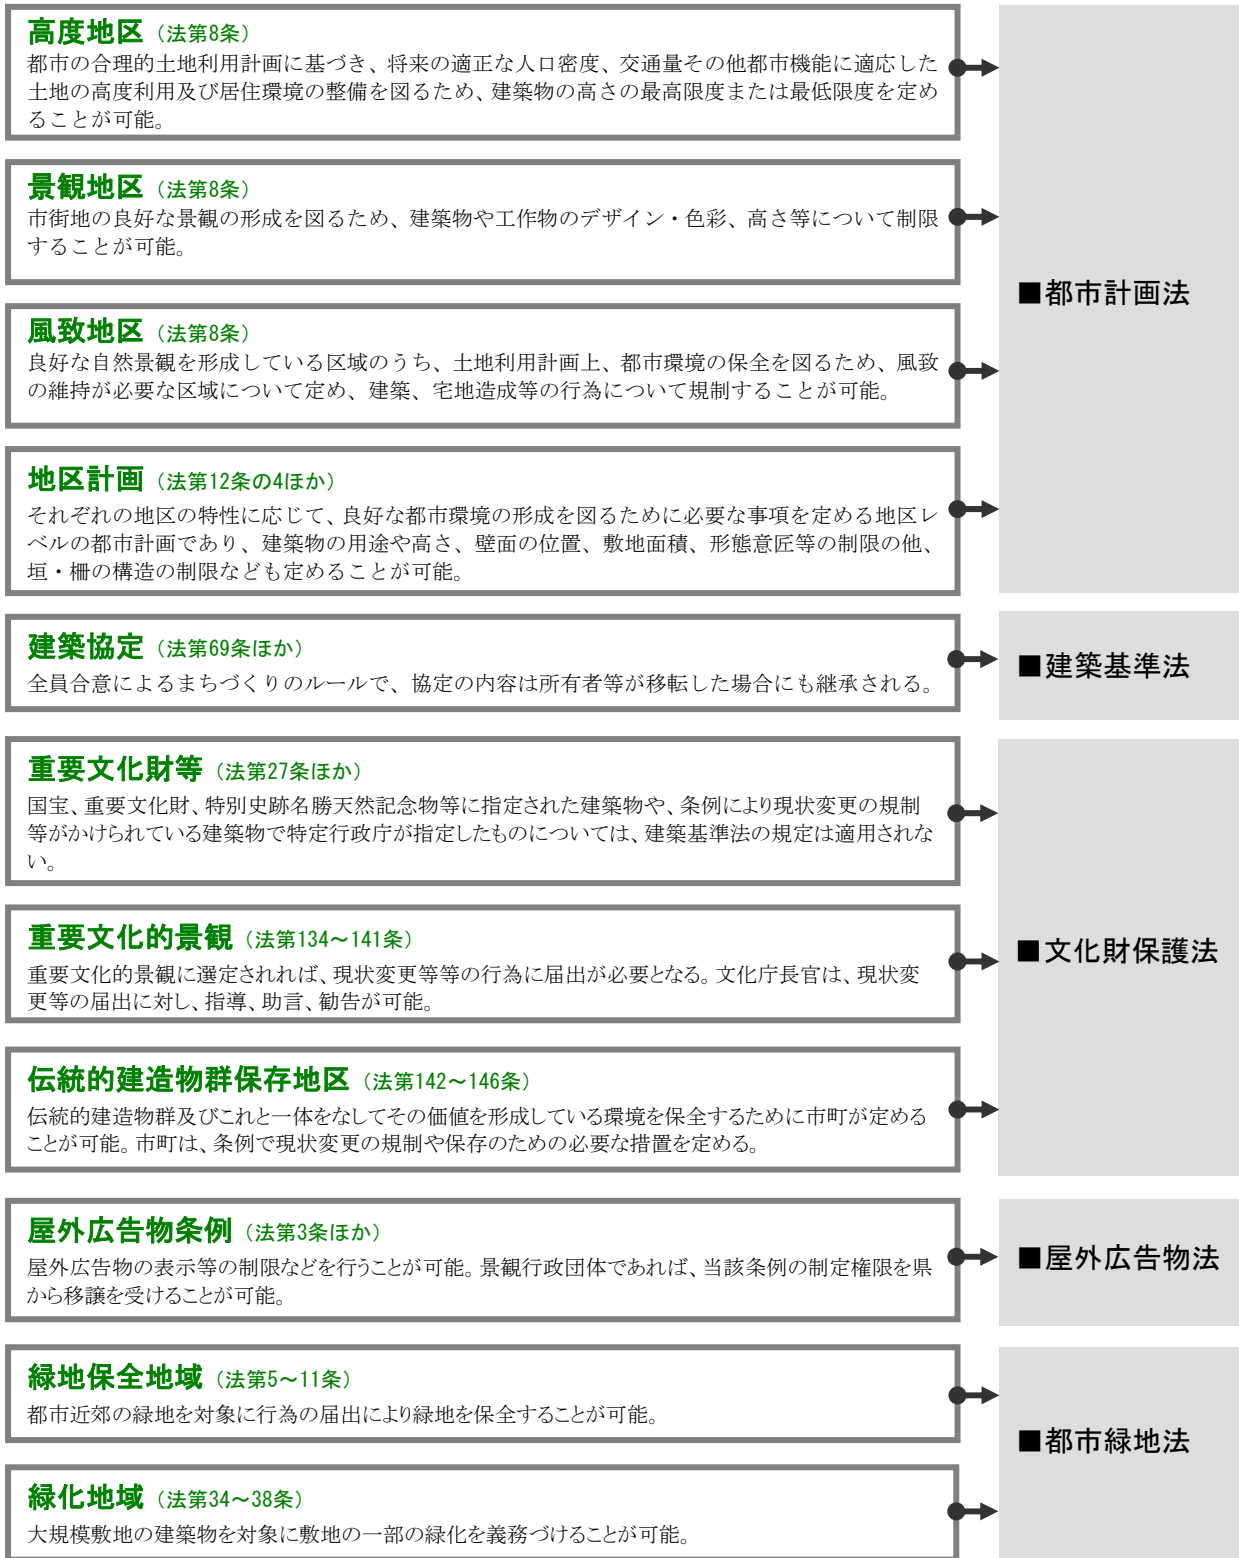 高度地区（法第8条）
都市の合理的土地利用計画に基づき、将来の適正な人口密度、交通量その他都市機能に適応した
土地の高度利用及び居住環境の整備を図るため、建築物の高さの最高限度または最低限度を定め
ることが可能。
景観地区（法第8条）
市街地の良好な景観の形成を図るため、建築物や工作物のデザイン・色彩、高さ等について制限
することが可能。
風致地区（法第8条）
良好な自然景観を形成している区域のうち、土地利用計画上、都市環境の保全を図るため、風致
の維持が必要な区域について定め、建築、宅地造成等の行為について規制することが可能。
地区計画（法第12条の4ほか）
それぞれの地区の特性に応じて、良好な都市環境の形成を図るために必要な事項を定める地区レ
ベルの都市計画であり、建築物の用途や高さ、壁面の位置、敷地面積、形態意匠等の制限の他、
垣・柵の構造の制限なども定めることが可能。
■都市計画法
建築協定（法第69条ほか）
全員合意によるまちづくりのルールで、協定の内容は所有者等が移転した場合にも継承される。
■建築基準法
重要文化財等（法第27条ほか）
国宝、重要文化財、特別史跡名勝天然記念物等に指定された建築物や、条例により現状変更の規制
等がかけられている建築物で特定行政庁が指定したものについては、建築基準法の規定は適用されな
い。
重要文化的景観（法第134～141条）
重要文化的景観に選定されれば、現状変更等等の行為に届出が必要となる。文化庁長官は、現状変
更等の届出に対し、指導、助言、勧告が可能。
伝統的建造物群保存地区（法第142～146条）
伝統的建造物群及びこれと一体をなしてその価値を形成している環境を保全するために市町が定める
ことが可能。市町は、条例で現状変更の規制や保存のための必要な措置を定める。
■文化財保護法
屋外広告物条例（法第3条ほか）
屋外広告物の表示等の制限などを行うことが可能。景観行政団体であれば、当該条例の制定権限を県
から移譲を受けることが可能。
■屋外広告物法
緑地保全地域（法第5～11条）
都市近郊の緑地を対象に行為の届出により緑地を保全することが可能。
緑化地域（法第34～38条）
大規模敷地の建築物を対象に敷地の一部の緑化を義務づけることが可能。
■都市緑地法